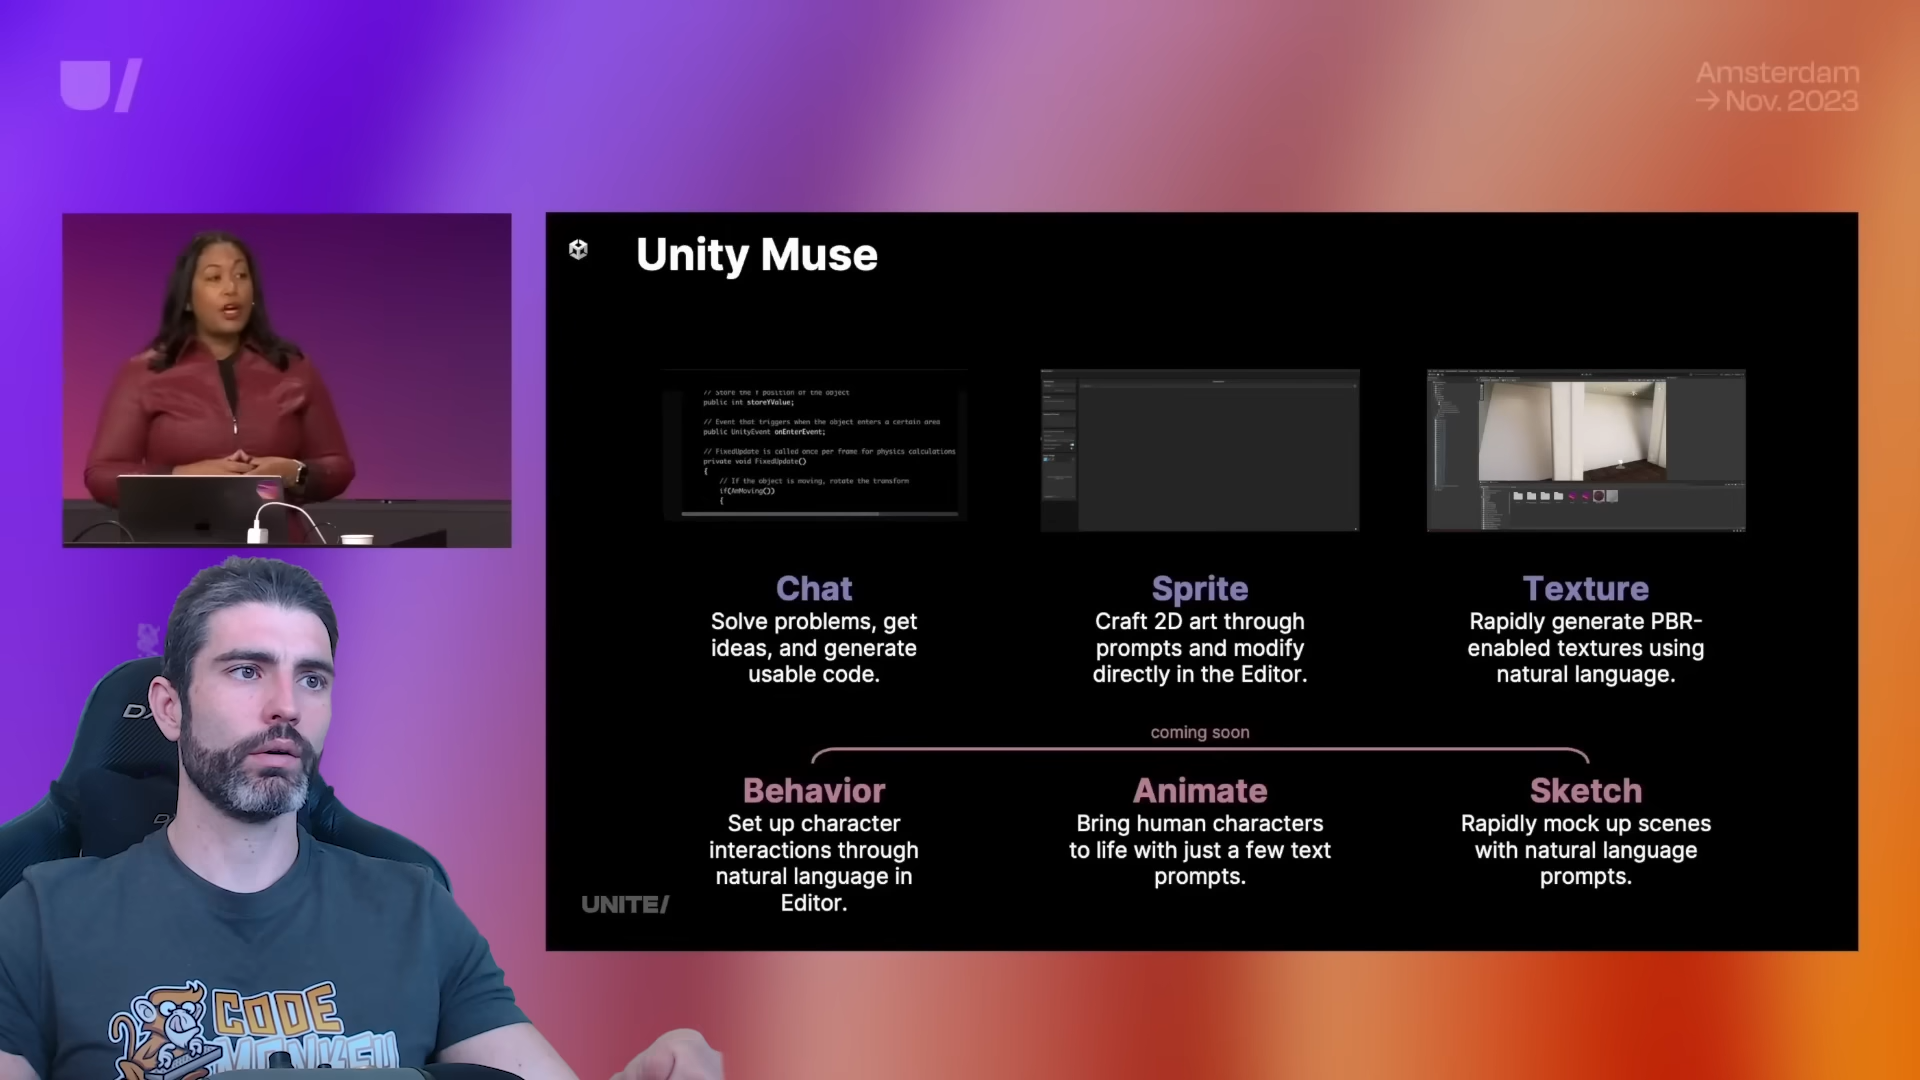 U/
Amsterdam
→ Nov. 2023
Unity Muse
// Store the Y position of the object
public int storeYValue;
// Event that triggers when the object enters a certain area
public UnityEvent onEnterEvent;
// FixedUpdate is called once per frame for physics calculations
private void FixedUpdate()
{
// If the object is moving, rotate the transform
if(AmMoving())
{
Chat
Solve problems, get
ideas, and generate
usable code.
Sprite
Craft 2D art through
prompts and modify
directly in the Editor.
Texture
Rapidly generate PBR-
enabled textures using
natural language.
coming soon
Behavior
Set up character
interactions through
natural language in
Editor.
Animate
Bring human characters
to life with just a few text
prompts.
Sketch
Rapidly mock up scenes
with natural language
prompts.
UNITE/
CODE
MONKEY